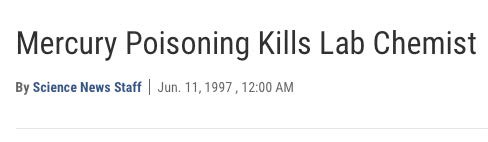 Mercury Poisoning Kills Lab Chemist
By Science News Staff | Jun. 11, 1997 , 12:00 AM